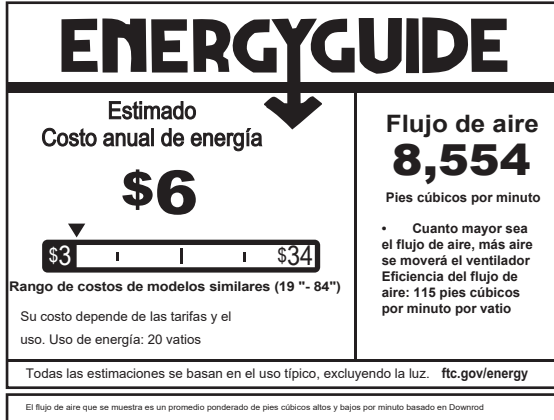 ENERGYGUIDE
Estimado
Costo anual de energía
$6
$3
$34
Rango de costos de modelos similares (19 "- 84")
Su costo depende de las tarifas y el
uso. Uso de energía: 20 vatios
Flujo de aire
8,554
Pies cúbicos por minuto
• Cuanto mayor sea
el flujo de aire, más aire
se moverá el ventilador
Eficiencia del flujo de
aire: 115 pies cúbicos
por minuto por vatio
Todas las estimaciones se basan en el uso típico, excluyendo la luz. ftc.gov/energy
El flujo de aire que se muestra es un promedio ponderado de pies cúbicos altos y bajos por minuto basado en Downrod